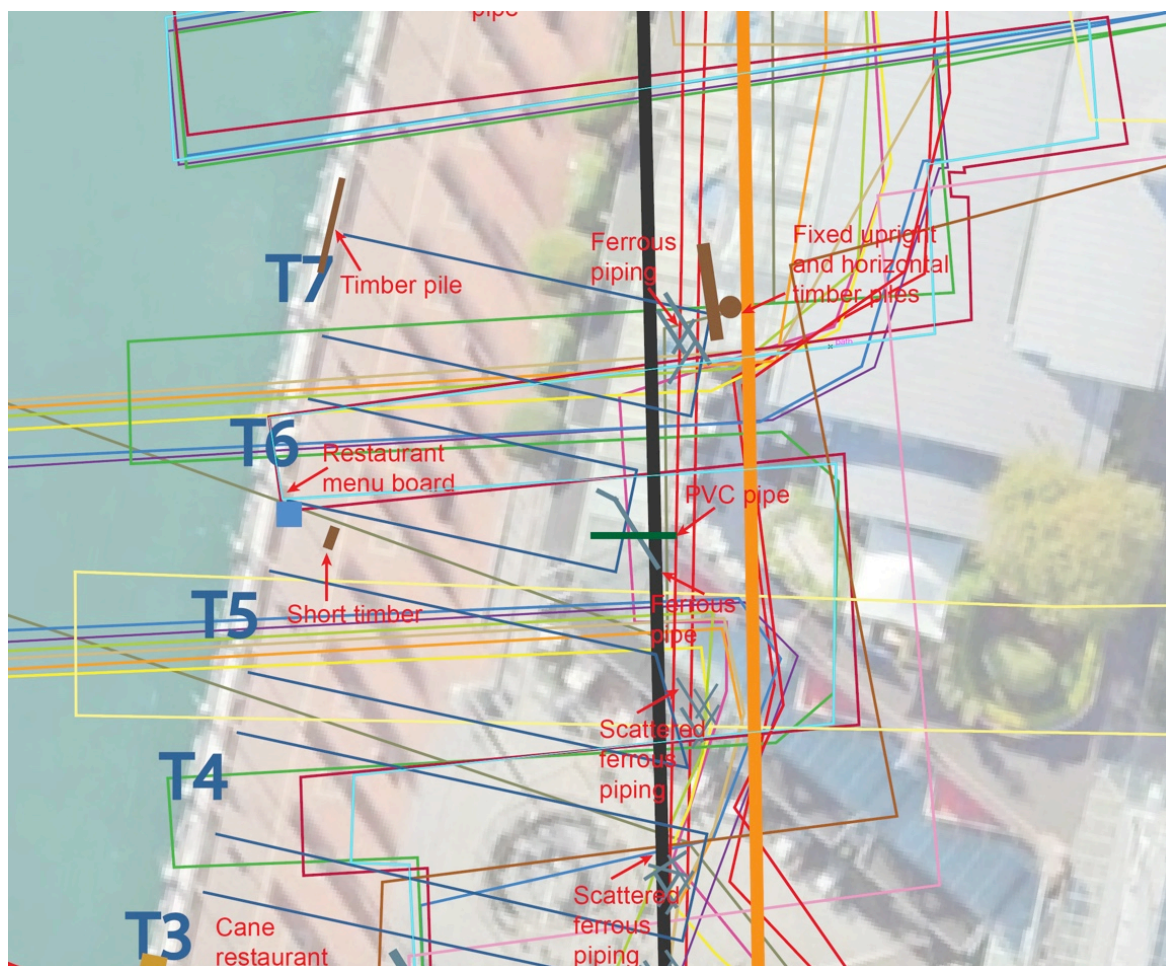 pipe
Ferrous
piping
Fixed upright
and horizontal
timber piles
T7
Timber pile
T6
Restaurant
menu board
PVC pipe
T5
Short timber
Ferrous
pipe
Scattered
ferrous
piping
T4
Scattered
ferrous
piping
T3
Cane
restaurant